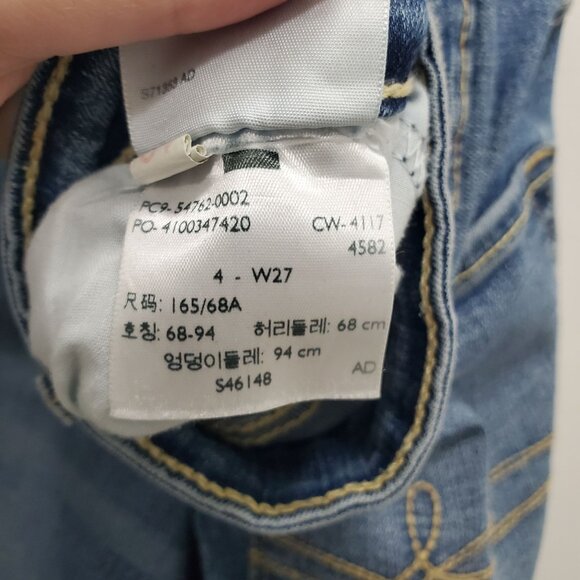 AD
PC9- 54762-0002
PO- 4100347420 CW- 4117
4582
4 - W27
尺码: 165/68A
호칭: 68-94 허리둘레: 68 cm
엉덩이둘레: 94 cm
S46148 AD